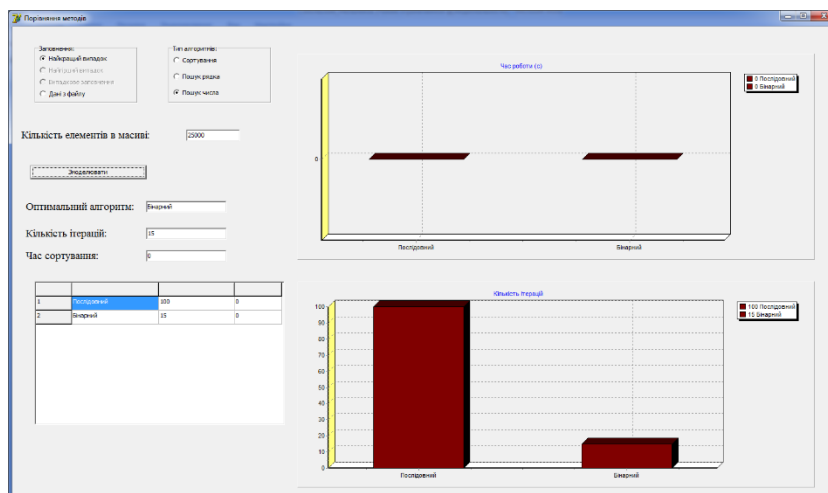 Порівняння методів
Заповнення:
Найкращий випадок
Найгірший випадок
Випадкове заповнення
Дані з файлу
Тип алгоритмів:
Сортування
Пошук рядка
Пошук числа
Кількість елементів в масиві: 25000
Змоделювати
Оптимальний алгоритм: Бінарний
Кількість ітерацій: 15
Час сортування: 0
1 Послідовний 100 0
2 Бінарний 15 0
Час роботи (с)
0 Послідовний
0 Бінарний
0
Послідовний Бінарний
Кількість ітерацій
100 Послідовний
15 Бінарний
100
90
80
70
60
50
40
30
20
10
0
Послідовний Бінарний